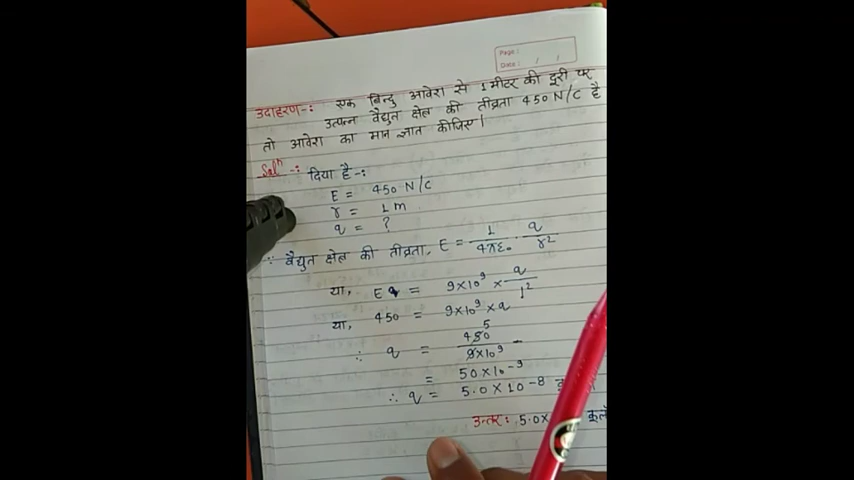 Page:
Date: / /
उदाहरण-: एक बिन्दु आवेश से 1 मीटर की दूरी पर
उत्पन्न वैद्युत क्षेत्र की तीव्रता 450 N/C है
तो आवेश का मान ज्ञात कीजिए।
Solⁿ -: दिया है-:
E = 450 N/C
r = 1 m
q = ?
∵ वैद्युत क्षेत्र की तीव्रता, E = 1/4πε₀ · q/r²
या, E = 9×10⁹ × q/1²
या, 450 = 9×10⁹ × q
∴ q = 450/9×10⁹ 5
= 50×10⁻⁹
∴ q = 5.0×10-8
उत्तर: 5.0×